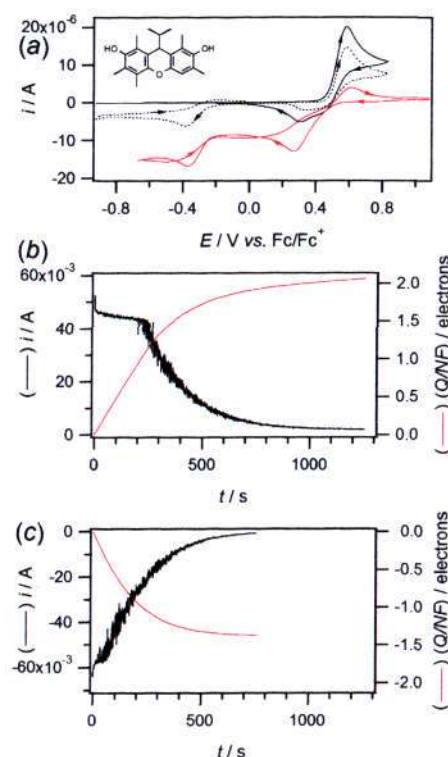 (a)
20x10⁻⁶
10
0
-10
-20
i / A
HO
OH
O
-0.8 -0.4 0.0 0.4 0.8
E / V vs. Fc/Fc⁺
(b)
60x10⁻³
40
20
0
(—) i / A
2.0
1.5
1.0
0.5
0.0
(—) (Q/NF) / electrons
0 500 1000
t / s
(c)
0
-20
-40
-60x10⁻³
(—) i / A
0.0
-0.5
-1.0
-1.5
-2.0
(—) (Q/NF) / electrons
0 500 1000
t / s